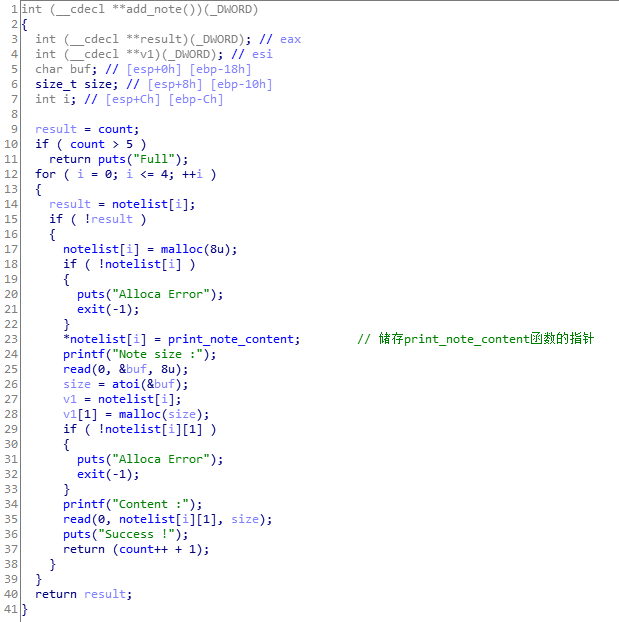 1 int (__cdecl **add_note())(_DWORD)
2 {
3 int (__cdecl **result)(_DWORD); // eax
4 int (__cdecl **v1)(_DWORD); // esi
5 char buf; // [esp+0h] [ebp-18h]
6 size_t size; // [esp+8h] [ebp-10h]
7 int i; // [esp+Ch] [ebp-Ch]
8
9 result = count;
10 if ( count > 5 )
11 return puts("Full");
12 for ( i = 0; i <= 4; ++i )
13 {
14 result = notelist[i];
15 if ( !result )
16 {
17 notelist[i] = malloc(8u);
18 if ( !notelist[i] )
19 {
20 puts("Alloca Error");
21 exit(-1);
22 }
23 *notelist[i] = print_note_content; // 储存print_note_content函数的指针
24 printf("Note size :");
25 read(0, &buf, 8u);
26 size = atoi(&buf);
27 v1 = notelist[i];
28 v1[1] = malloc(size);
29 if ( !notelist[i][1] )
30 {
31 puts("Alloca Error");
32 exit(-1);
33 }
34 printf("Content :");
35 read(0, notelist[i][1], size);
36 puts("Success !");
37 return (count++ + 1);
38 }
39 }
40 return result;
41 }